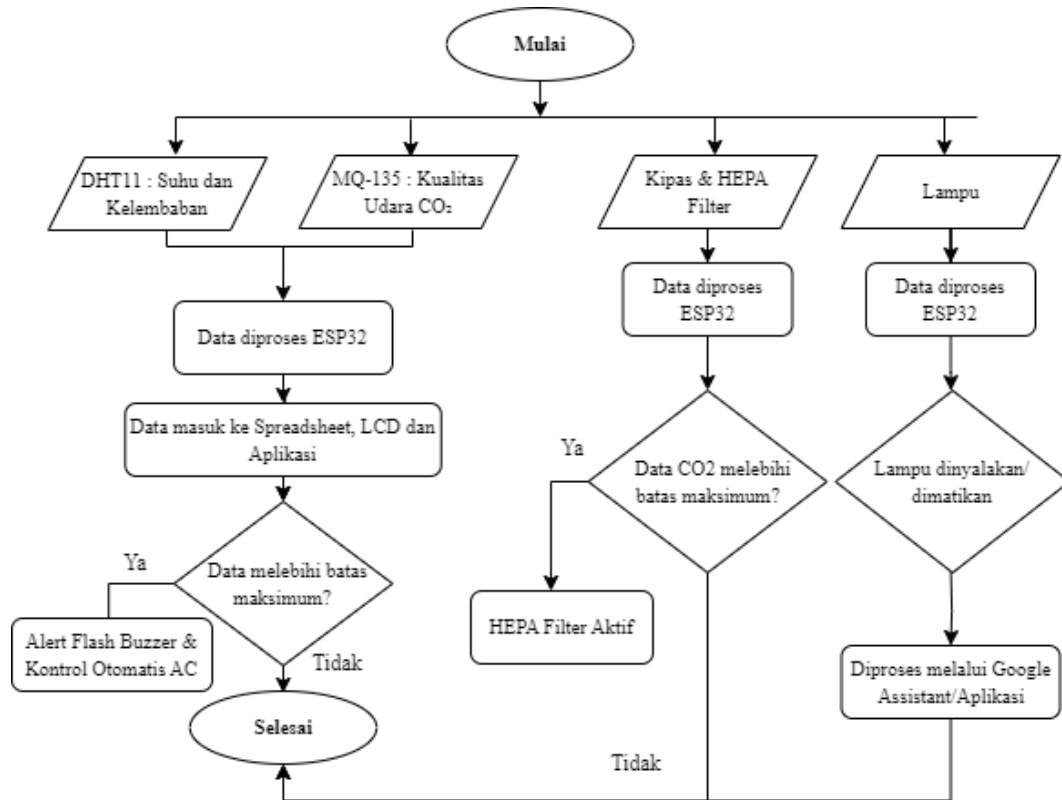 Mulai
DHT11 : Suhu dan
Kelembaban
MQ-135 : Kualitas
Udara CO₂
Kipas & HEPA
Filter
Lampu
Data diproses ESP32
Data diproses
ESP32
Data diproses
ESP32
Data masuk ke Spreadsheet, LCD dan
Aplikasi
Ya
Data CO2 melebihi
batas maksimum?
Lampu dinyalakan/
dimatikan
Ya
Data melebihi batas
maksimum?
Alert Flash Buzzer &
Kontrol Otomatis AC
Tidak
HEPA Filter Aktif
Diproses melalui Google
Assistant/Aplikasi
Selesai
Tidak